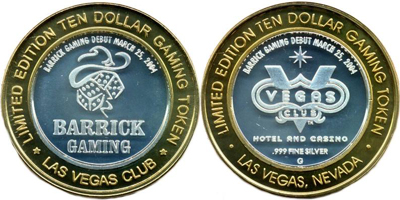 LIMITED EDITION TEN DOLLAR GAMING TOKEN
BARRICK GAMING DEBUT MARCH 25, 2004
BARRICK
GAMING
• LAS VEGAS CLUB •
LIMITED EDITION TEN DOLLAR GAMING TOKEN
BARRICK GAMING DEBUT MARCH 25, 2004
VEGAS
CLUB
HOTEL AND CASINO
.999 FINE SILVER
G
• LAS VEGAS, NEVADA •